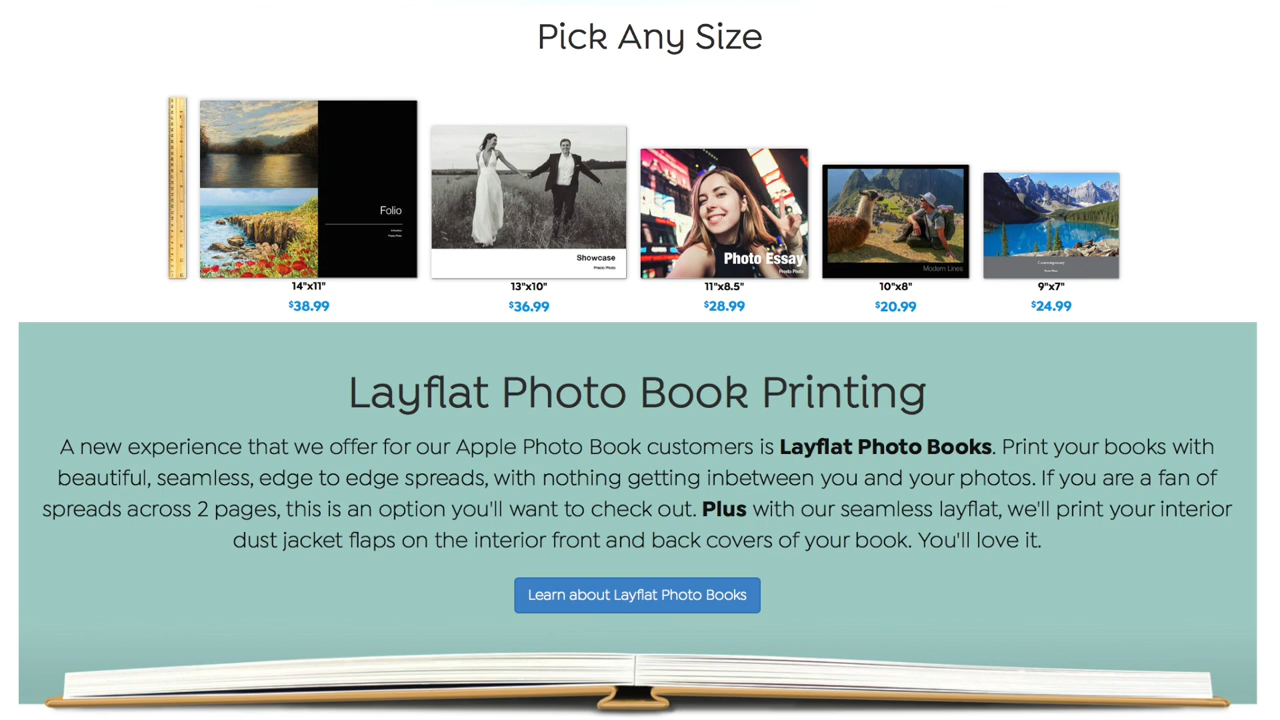 Pick Any Size
Folio
Showcase
Presto Photo
Photo Essay
Presto Photo
Modern Lines
Contemporary
14"x11"
13"x10"
11"x8.5"
10"x8"
9"x7"
$38.99
$36.99
$28.99
$20.99
$24.99
Layflat Photo Book Printing
A new experience that we offer for our Apple Photo Book customers is Layflat Photo Books. Print your books with
beautiful, seamless, edge to edge spreads, with nothing getting inbetween you and your photos. If you are a fan of
spreads across 2 pages, this is an option you'll want to check out. Plus with our seamless layflat, we'll print your interior
dust jacket flaps on the interior front and back covers of your book. You'll love it.
Learn about Layflat Photo Books